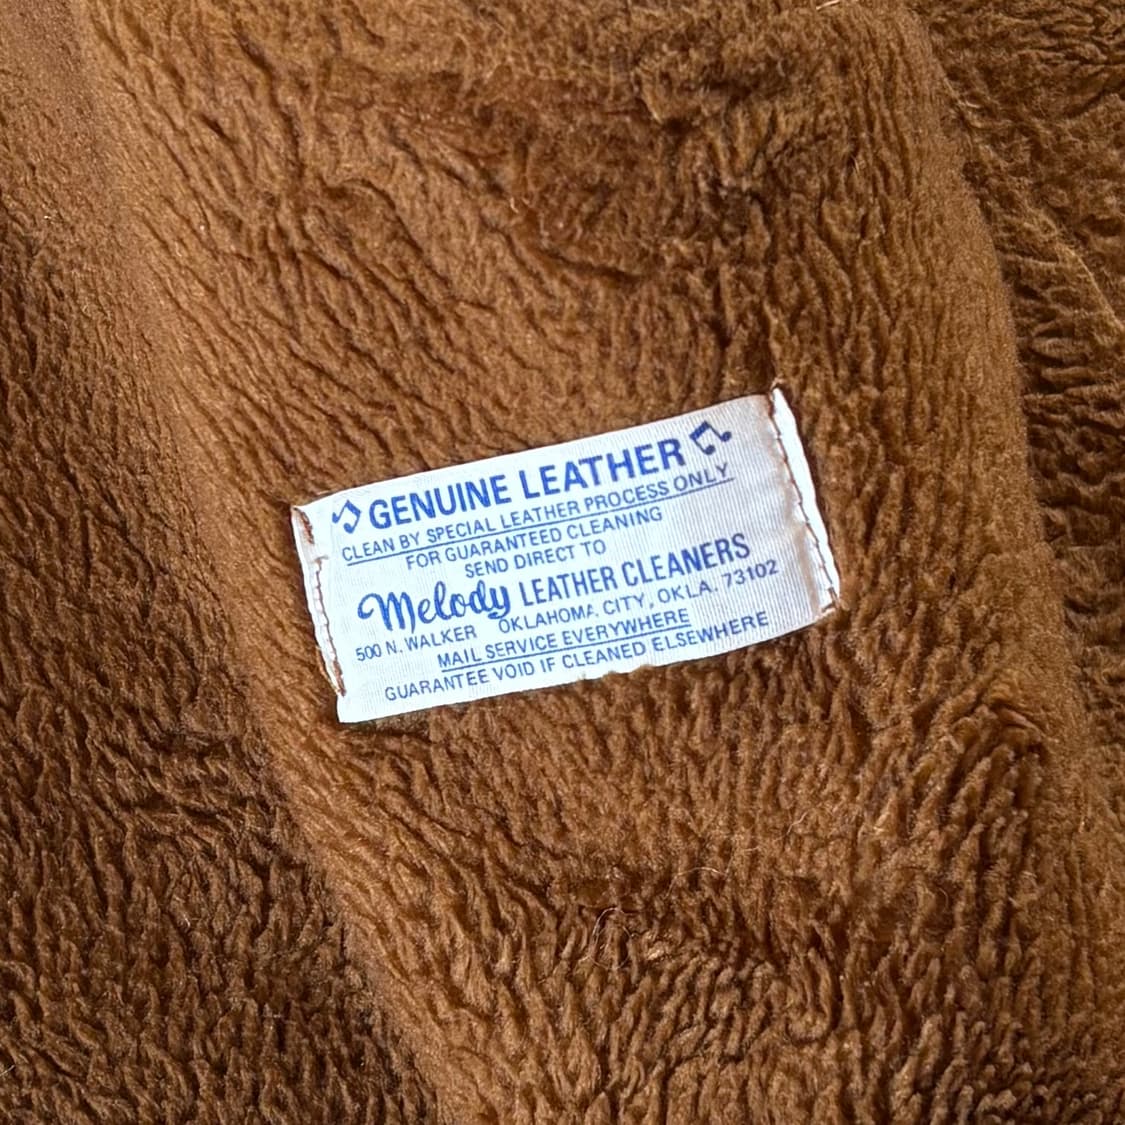 GENUINE LEATHER
CLEAN BY SPECIAL LEATHER PROCESS ONLY
FOR GUARANTEED CLEANING
SEND DIRECT TO
Melody LEATHER CLEANERS
500 N. WALKER OKLAHOMA, CITY, OKLA. 73102
MAIL SERVICE EVERYWHERE
GUARANTEE VOID IF CLEANED ELSEWHERE